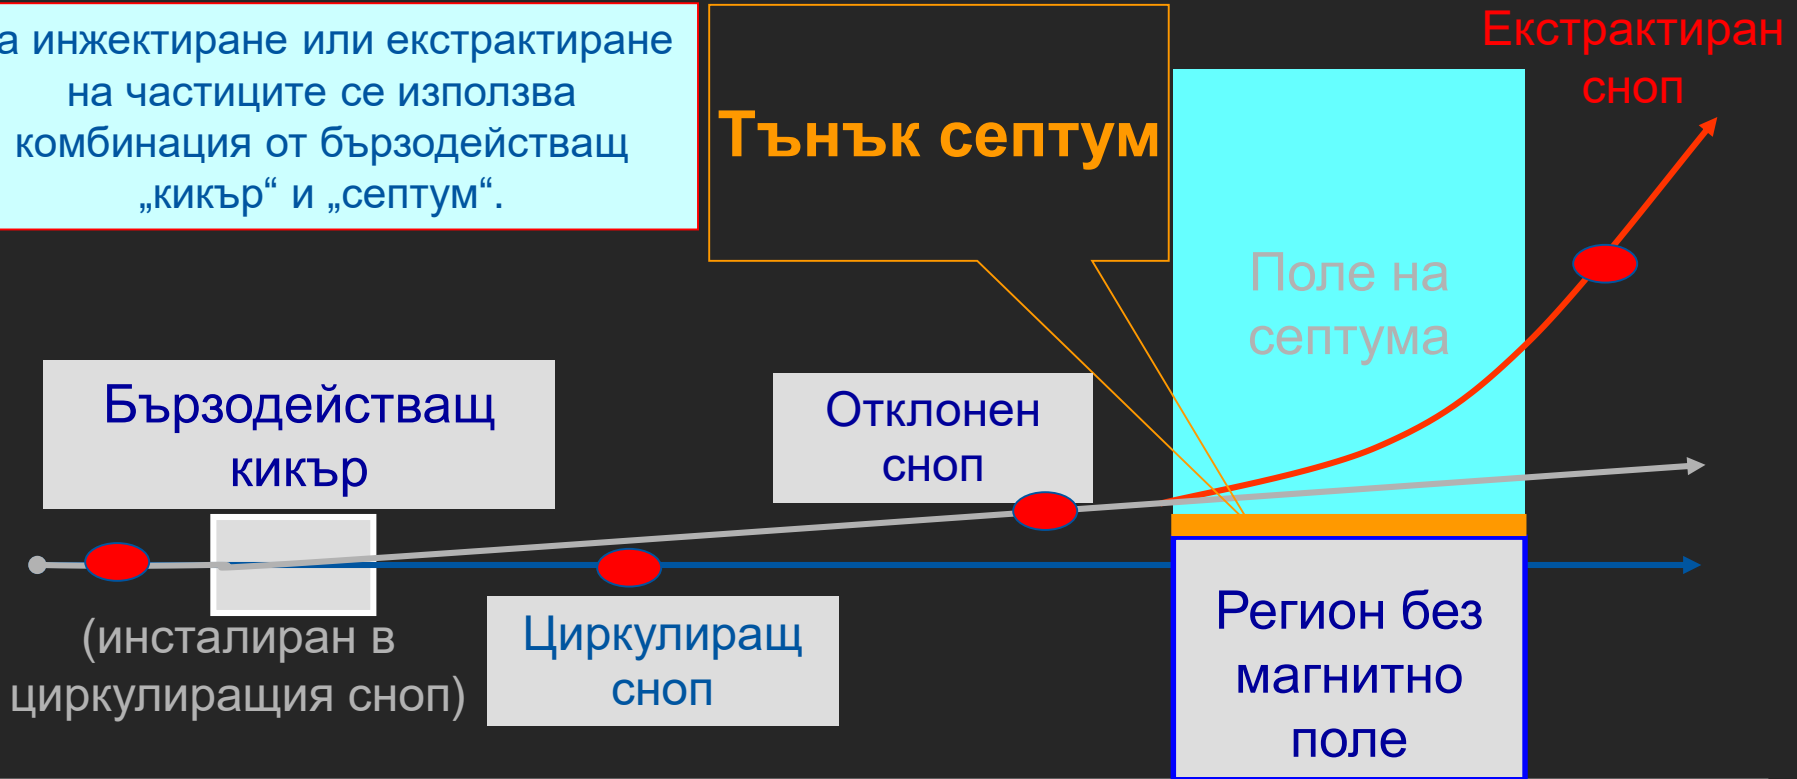 а инжектиране или екстрактиране
на частиците се използва
комбинация от бързодействащ
„кикър“ и „септум“.
Тънък септум
Екстрактиран
сноп
Поле на
септума
Бързодействащ
кикър
Отклонен
сноп
(инсталиран в
циркулиращия сноп)
Циркулиращ
сноп
Регион без
магнитно
поле